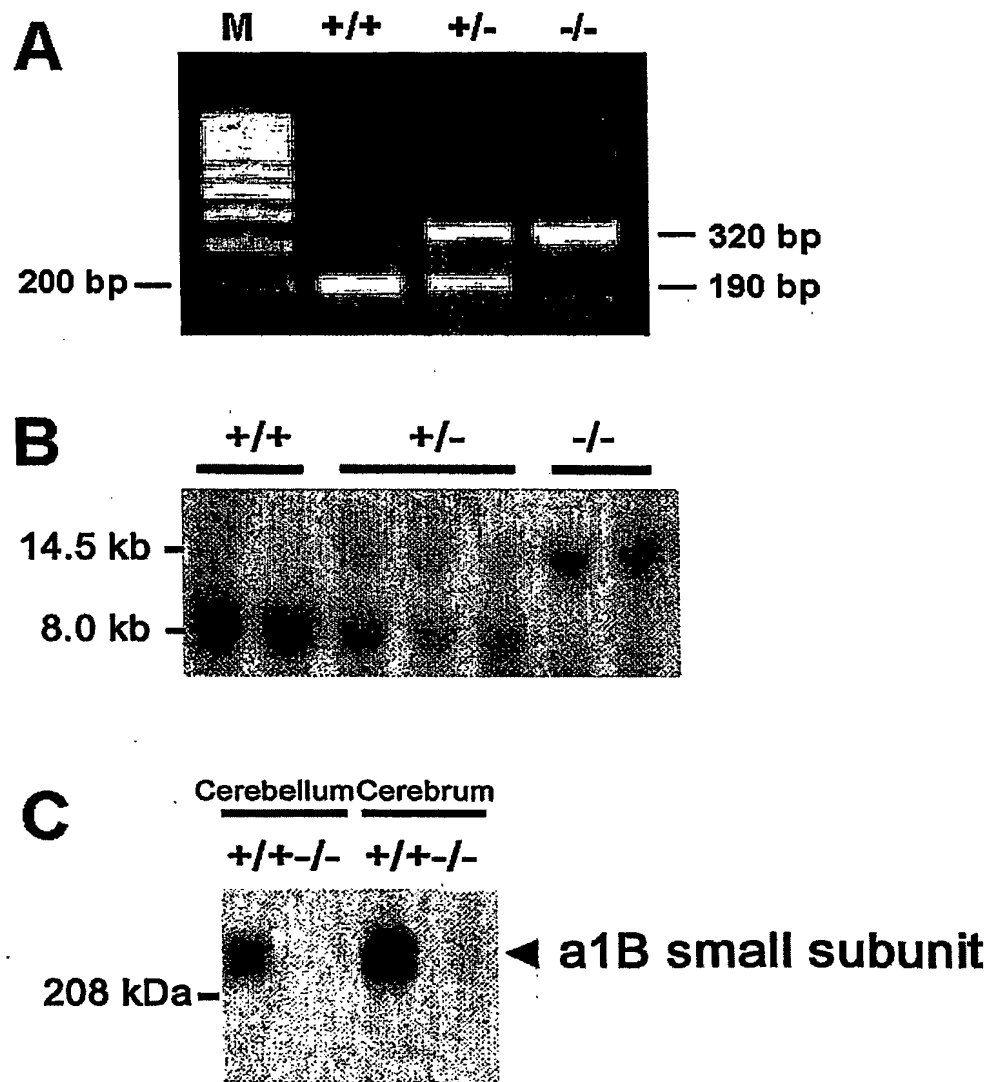 A
M +/+ +/- -/-
320 bp
200 bp
190 bp
B
+/+ +/- -/-
14.5 kb
8.0 kb
C
Cerebellum Cerebrum
+/+ -/- +/+ -/-
a1B small subunit
208 kDa